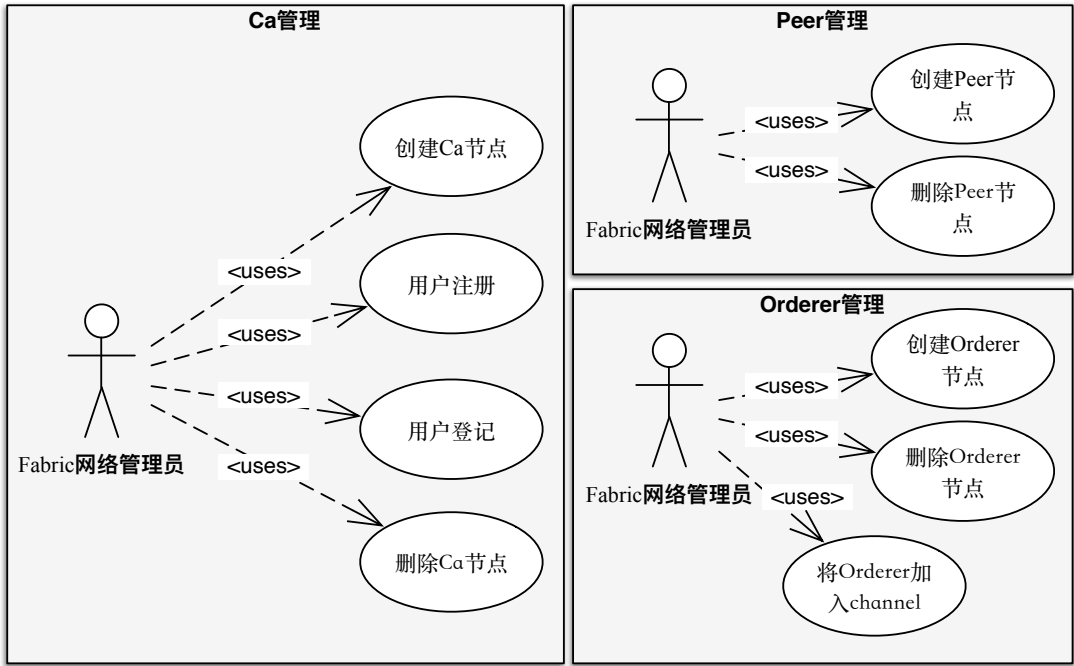 Ca管理
创建Ca节点
<uses>
用户注册
<uses>
<uses>
用户登记
Fabric网络管理员
<uses>
删除Ca节点
Peer管理
创建Peer节
点
<uses>
<uses>
删除Peer节
点
Fabric网络管理员
Orderer管理
创建Orderer
节点
<uses>
<uses>
删除Orderer
节点
Fabric网络管理员
<uses>
将Orderer加
入channel